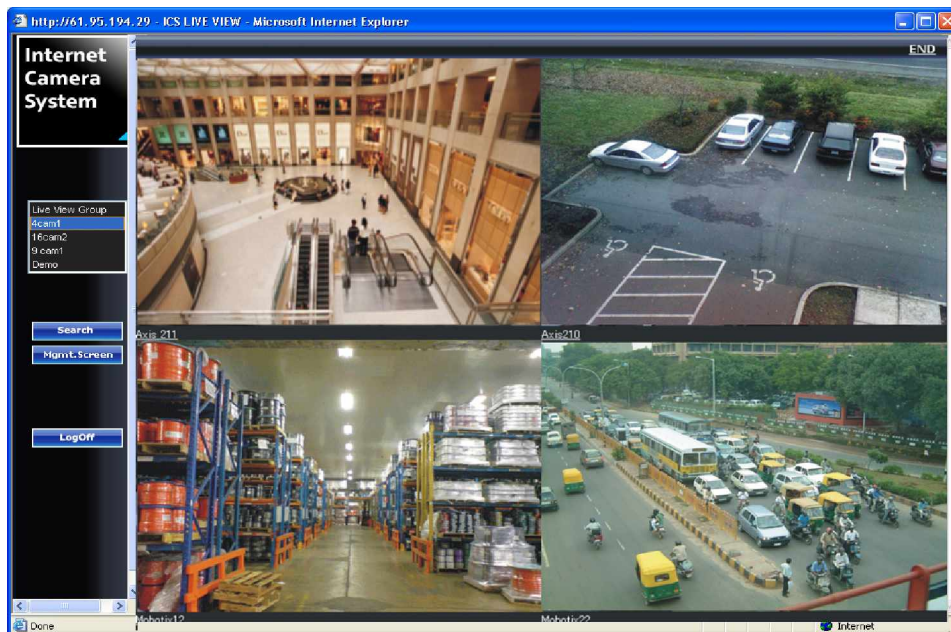 http://61.95.194.29 - ICS LIVE VIEW - Microsoft Internet Explorer
Internet
Camera
System
END
Live View Group
4cam1
16cam2
9 cam1
Demo
Search
Mgmt.Screen
LogOff
Axis 211
Axis210
Mobotix12
Mobotix22
Done
Internet